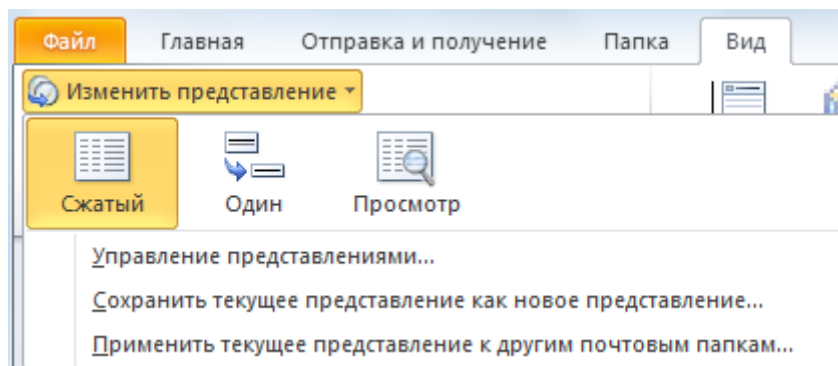 Файл Главная Отправка и получение Папка Вид
Изменить представление
Сжатый Один Просмотр
Управление представлениями...
Сохранить текущее представление как новое представление...
Применить текущее представление к другим почтовым папкам...